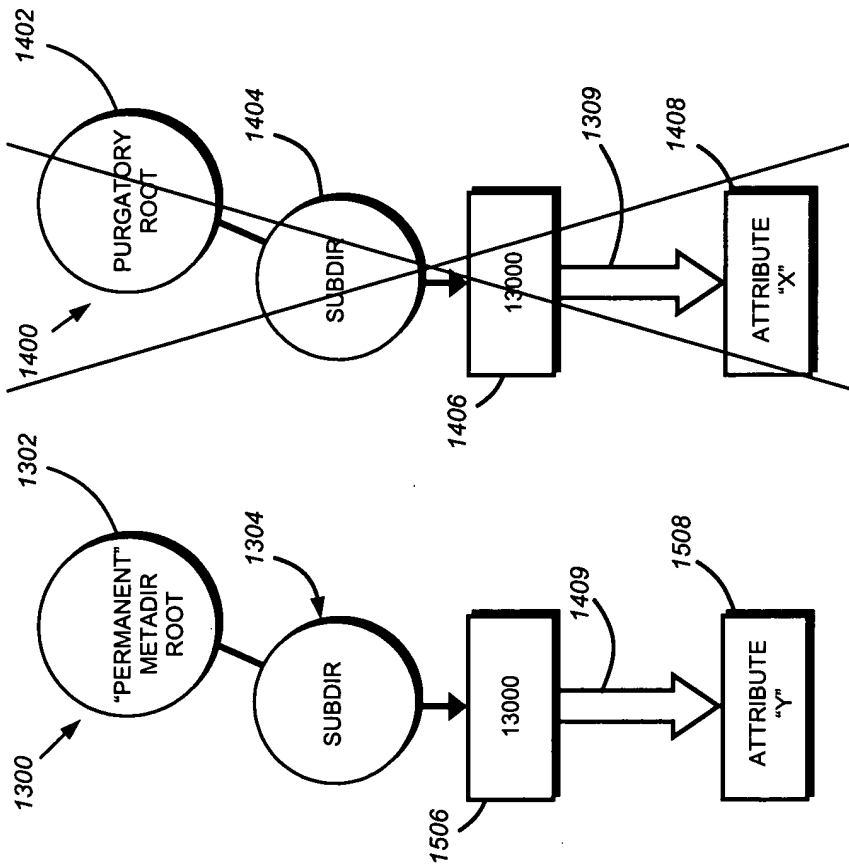 1300
"PERMANENT"
METADIR
ROOT
1302
SUBDIR
1304
1506
13000
1409
ATTRIBUTE
"Y"
1508
1400
PURGATORY
ROOT
1402
SUBDIR
1404
1406
13000
1309
ATTRIBUTE
"X"
1408